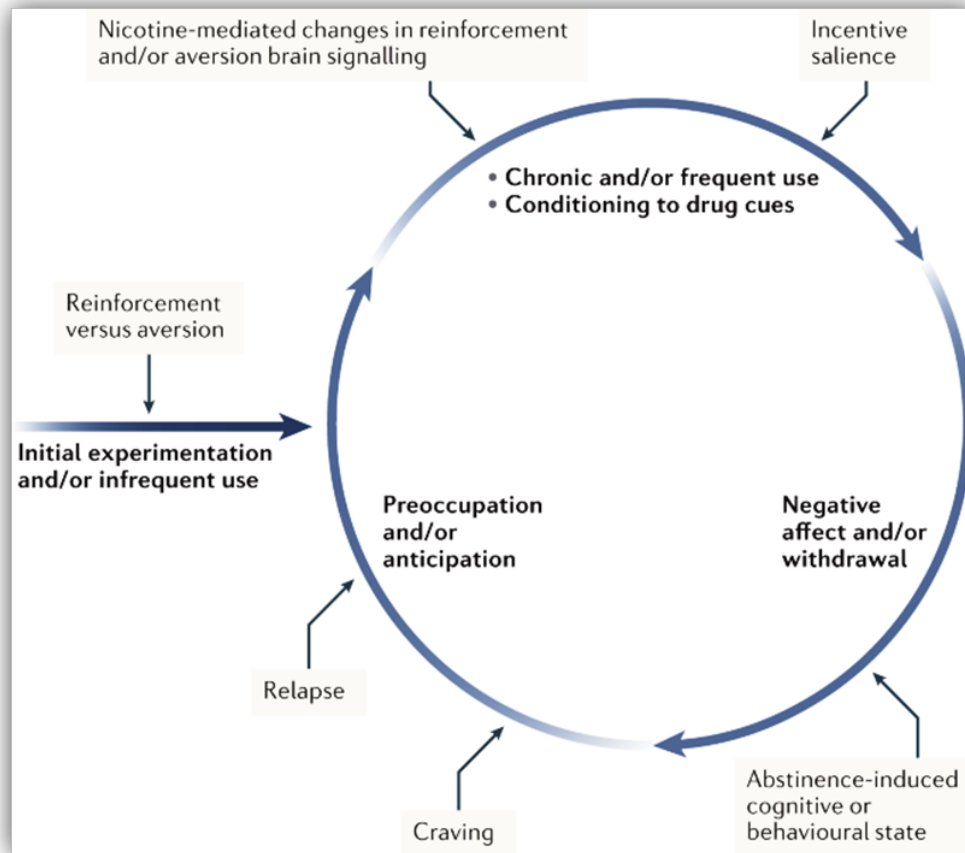 Nicotine-mediated changes in reinforcement
and/or aversion brain signalling
Incentive
salience
• Chronic and/or frequent use
• Conditioning to drug cues
Reinforcement
versus aversion
Initial experimentation
and/or infrequent use
Preoccupation
and/or
anticipation
Negative
affect and/or
withdrawal
Relapse
Craving
Abstinence-induced
cognitive or
behavioural state